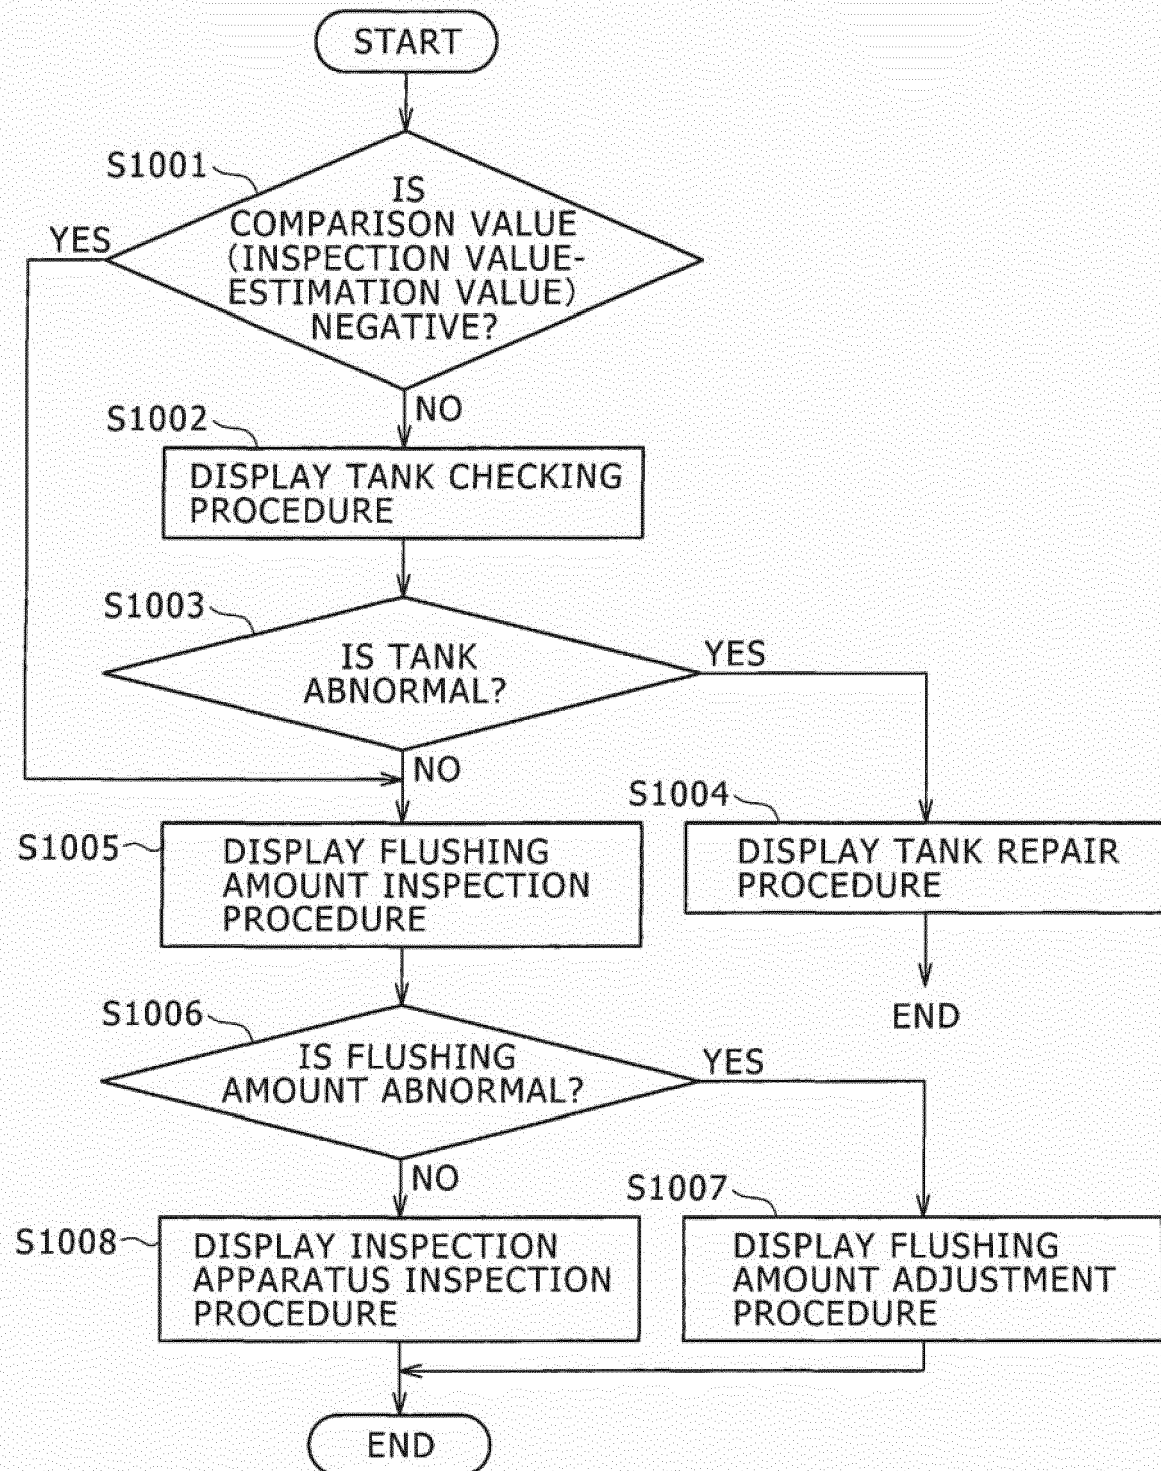 START
S1001
IS
COMPARISON VALUE
(INSPECTION VALUE-
ESTIMATION VALUE)
NEGATIVE?
YES
NO
S1002
DISPLAY TANK CHECKING
PROCEDURE
S1003
IS TANK
ABNORMAL?
YES
NO
S1004
DISPLAY TANK REPAIR
PROCEDURE
END
S1005
DISPLAY FLUSHING
AMOUNT INSPECTION
PROCEDURE
S1006
IS FLUSHING
AMOUNT ABNORMAL?
YES
NO
S1007
DISPLAY FLUSHING
AMOUNT ADJUSTMENT
PROCEDURE
S1008
DISPLAY INSPECTION
APPARATUS INSPECTION
PROCEDURE
END